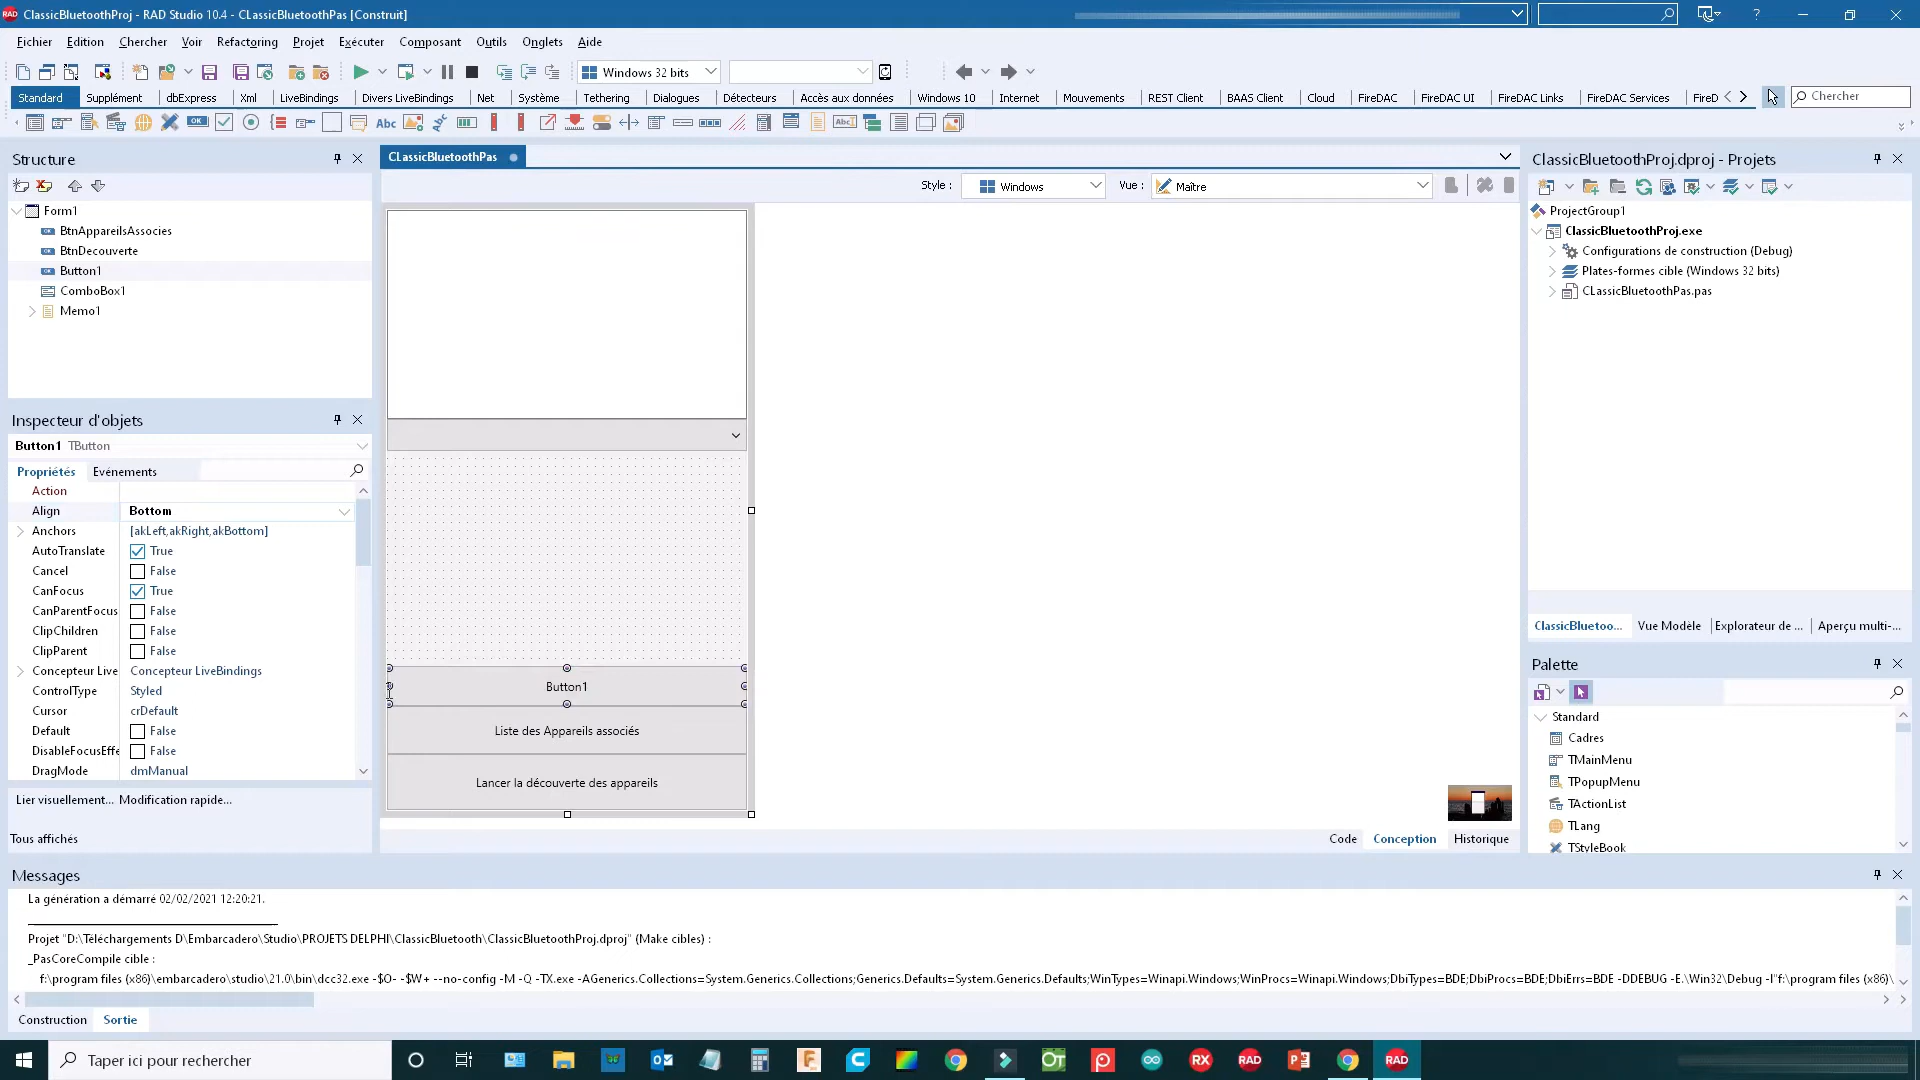 ClassicBluetoothProj - RAD Studio 10.4 - CLassicBluetoothPas [Construit]
Fichier Edition Chercher Voir Refactoring Projet Exécuter Composant Outils Onglets Aide
Windows 32 bits
Standard Supplément dbExpress Xml LiveBindings Divers LiveBindings Net Système Tethering Dialogues Détecteurs Accès aux données Windows 10 Internet Mouvements REST Client BAAS Client Cloud FireDAC FireDAC UI FireDAC Links FireDAC Services FireD Chercher
Structure
Form1
BtnAppareilsAssocies
BtnDecouverte
Button1
ComboBox1
Memo1
Inspecteur d'objets
Button1 TButton
Propriétés Evénements
Action
Align Bottom
Anchors [akLeft,akRight,akBottom]
AutoTranslate True
Cancel False
CanFocus True
CanParentFocus False
ClipChildren False
ClipParent False
Concepteur Live Concepteur LiveBindings
ControlType Styled
Cursor crDefault
Default False
DisableFocusEffe False
DragMode dmManual
Lier visuellement... Modification rapide...
Tous affichés
CLassicBluetoothPas
Style : Windows Vue : Maître
Button1
Liste des Appareils associés
Lancer la découverte des appareils
Code Conception Historique
ClassicBluetoothProj.dproj - Projets
ProjectGroup1
ClassicBluetoothProj.exe
Configurations de construction (Debug)
Plates-formes cible (Windows 32 bits)
CLassicBluetoothPas.pas
ClassicBluetoo... Vue Modèle Explorateur de ... Aperçu multi-...
Palette
Standard
Cadres
TMainMenu
TPopupMenu
TActionList
TLang
TStyleBook
Messages
La génération a démarré 02/02/2021 12:20:21.
Projet "D:\Téléchargements D\Embarcadero\Studio\PROJETS DELPHI\ClassicBluetooth\ClassicBluetoothProj.dproj" (Make cibles) :
_PasCoreCompile cible :
f:\program files (x86)\embarcadero\studio\21.0\bin\dcc32.exe -$O- -$W+ --no-config -M -Q -TX.exe -AGenerics.Collections=System.Generics.Collections;Generics.Defaults=System.Generics.Defaults;WinTypes=Winapi.Windows;WinProcs=Winapi.Windows;DbiTypes=BDE;DbiProcs=BDE;DbiErrs=BDE -DDEBUG -E.\Win32\Debug -I"f:\program files (x86)\
Construction Sortie
Taper ici pour rechercher